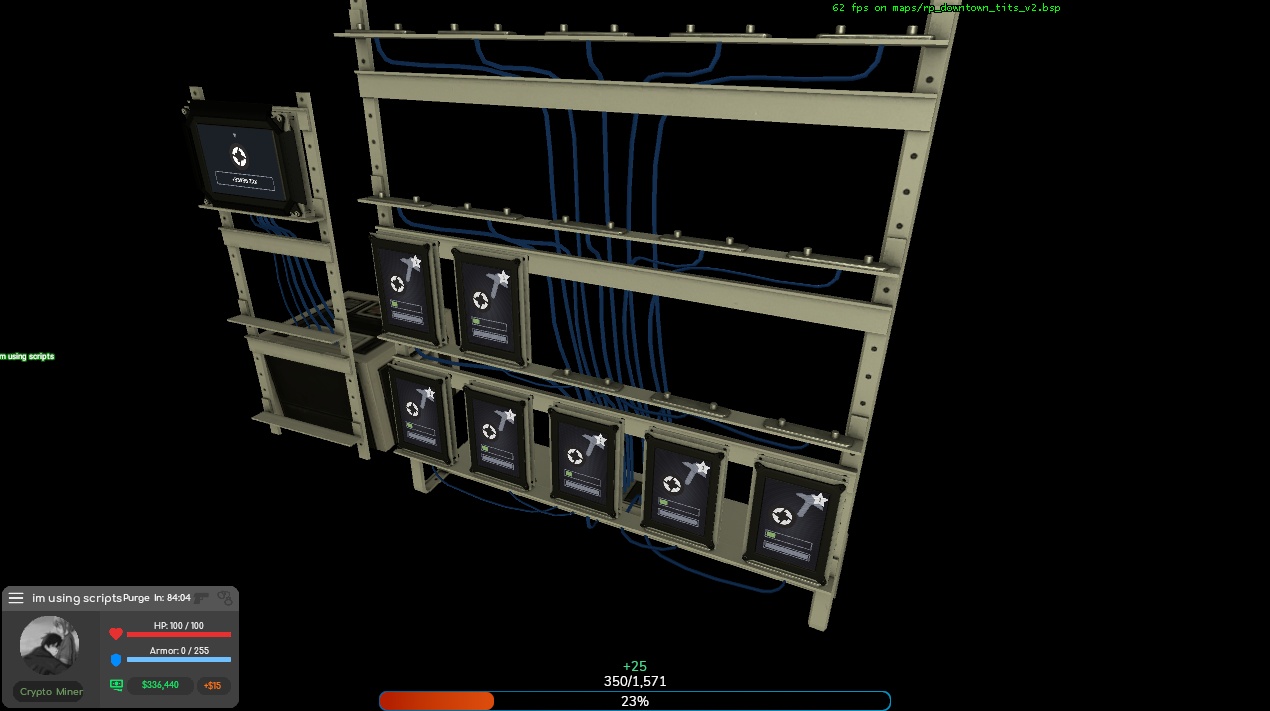 62 fps on maps/rp_downtown_tits_v2.bsp
m using scripts
im using scripts
Purge In: 84:04
HP: 100 / 100
Armor: 0 / 255
$336,440
+$15
Crypto Miner
+25
350/1,571
23%